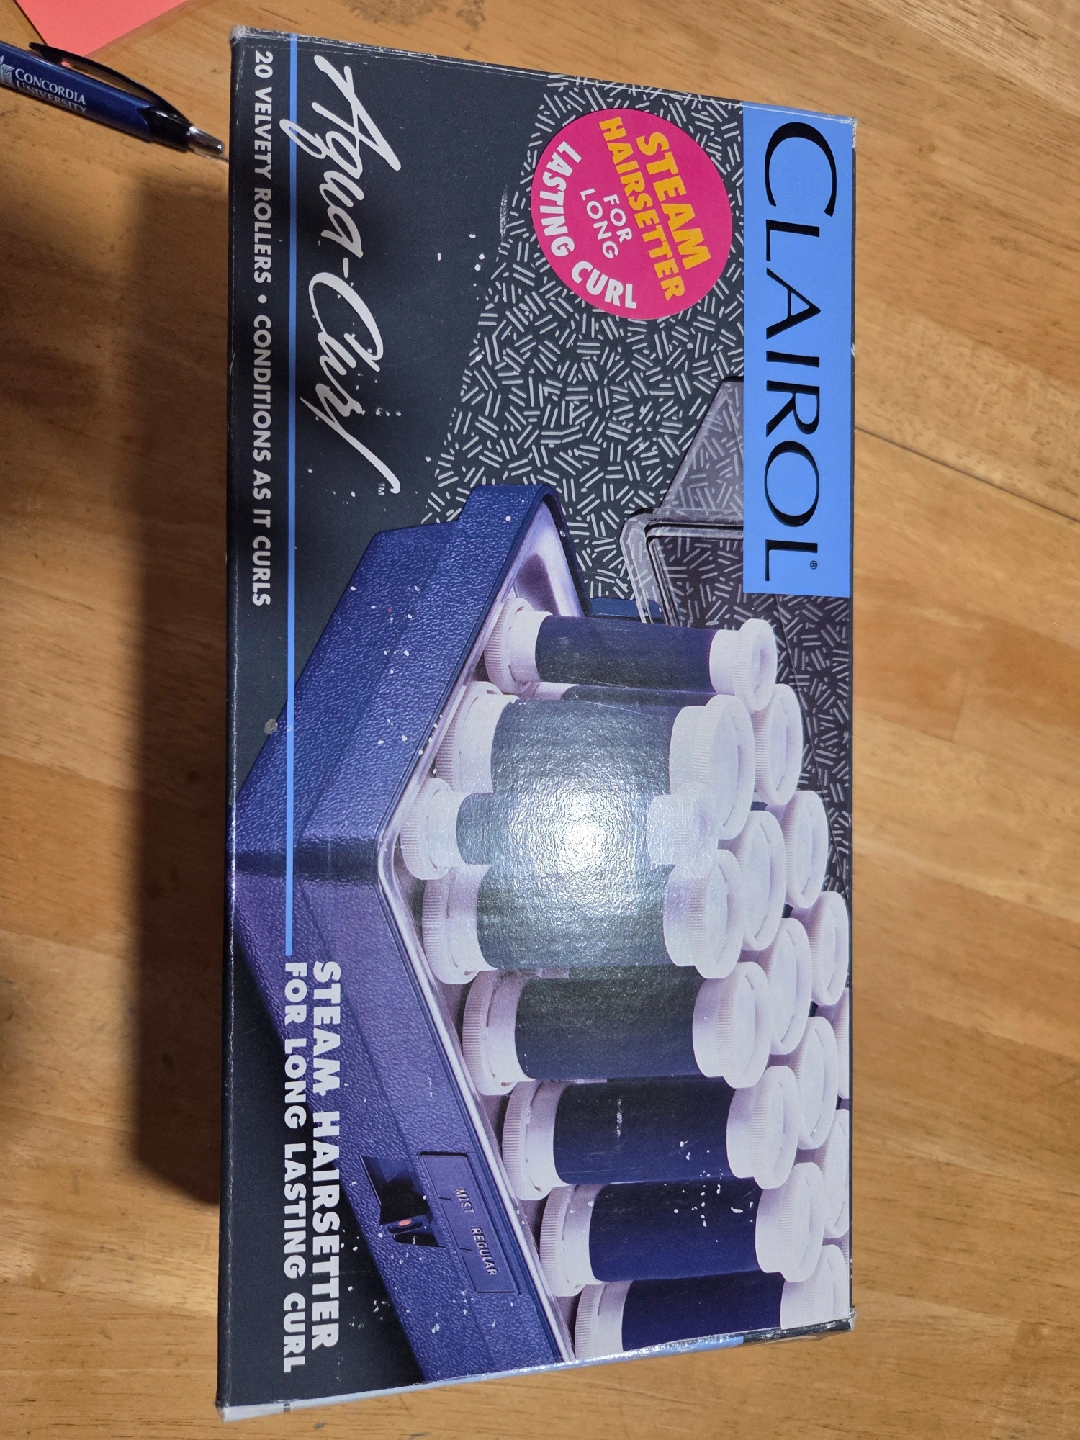 CLAIROL®
STEAM
HAIRSETTER
FOR
LONG
LASTING CURL
Aqua-Curl™
20 VELVETY ROLLERS • CONDITIONS AS IT CURLS
STEAM HAIRSETTER
FOR LONG LASTING CURL
MIST REGULAR
CONCORDIA
UNIVERSITY